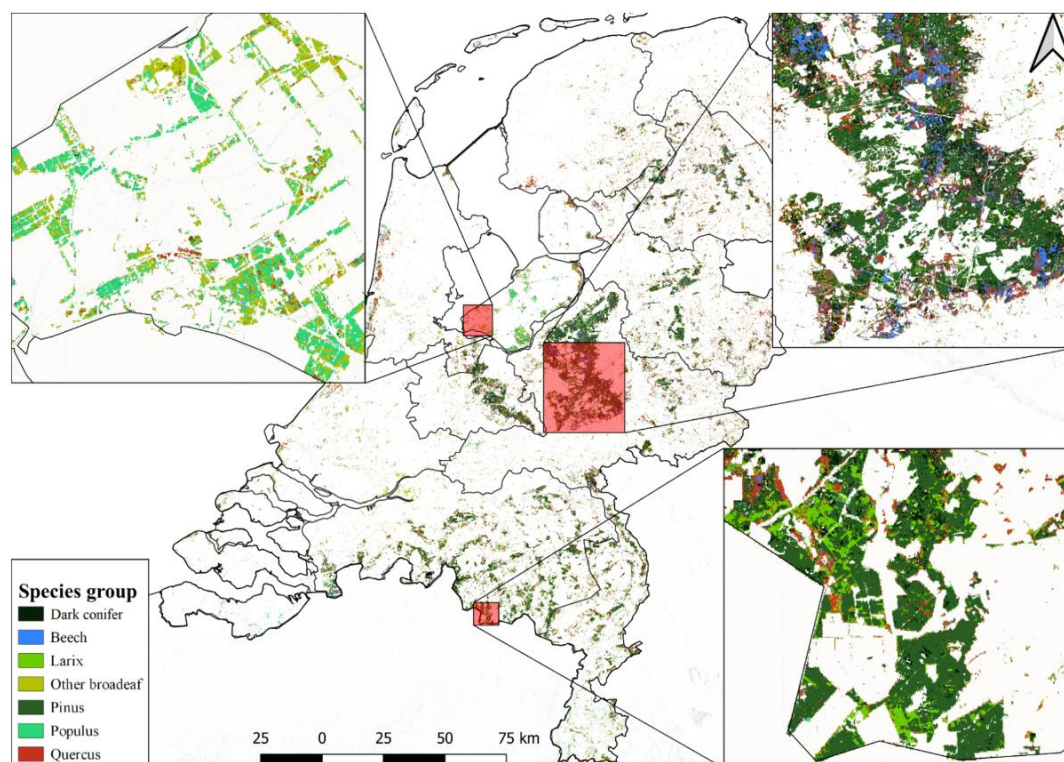 Species group
Dark conifer
Beech
Larix
Other broadeaf
Pinus
Populus
Quercus
25 0 25 50 75 km